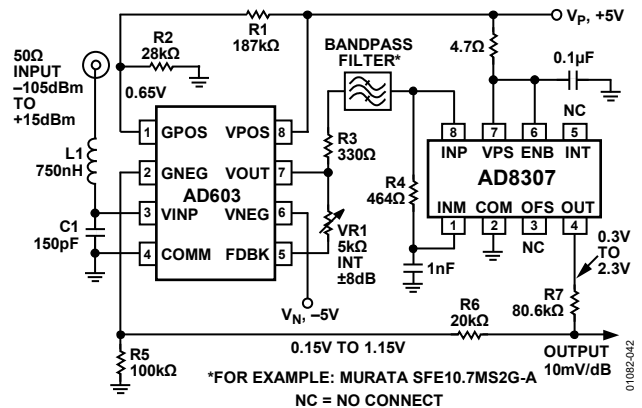 VP, +5V
R1
187kΩ
R2
28kΩ
50Ω
INPUT
–105dBm
TO
+15dBm
0.65V
BANDPASS
FILTER*
4.7Ω
0.1µF
NC
L1
750nH
C1
150pF
1 GPOS VPOS 8
2 GNEG VOUT 7
AD603
3 VINP VNEG 6
4 COMM FDBK 5
R3
330Ω
VR1
5kΩ
INT
±8dB
VN, –5V
R4
464Ω
1nF
8 7 6 5
INP VPS ENB INT
AD8307
INM COM OFS OUT
1 2 3 4
NC
0.3V
TO
2.3V
R7
80.6kΩ
R6
20kΩ
R5
100kΩ
0.15V TO 1.15V
OUTPUT
10mV/dB
*FOR EXAMPLE: MURATA SFE10.7MS2G-A
NC = NO CONNECT
01082-042